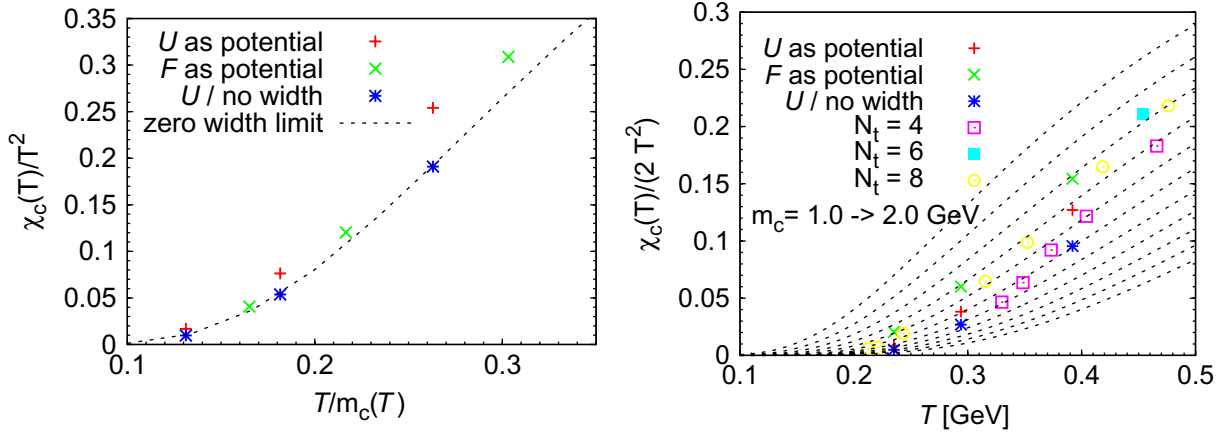 0.35
0.30
0.25
0.20
0.15
0.10
0.05
0
χc(T)/T²
U as potential
F as potential
U / no width
zero width limit
0.1
0.2
0.3
T/mc(T)
0.3
0.25
0.2
0.15
0.1
0.05
0
χc(T)/(2 T²)
U as potential
F as potential
U / no width
Nt = 4
Nt = 6
Nt = 8
mc= 1.0 -> 2.0 GeV
0.1
0.2
0.3
0.4
0.5
T [GeV]